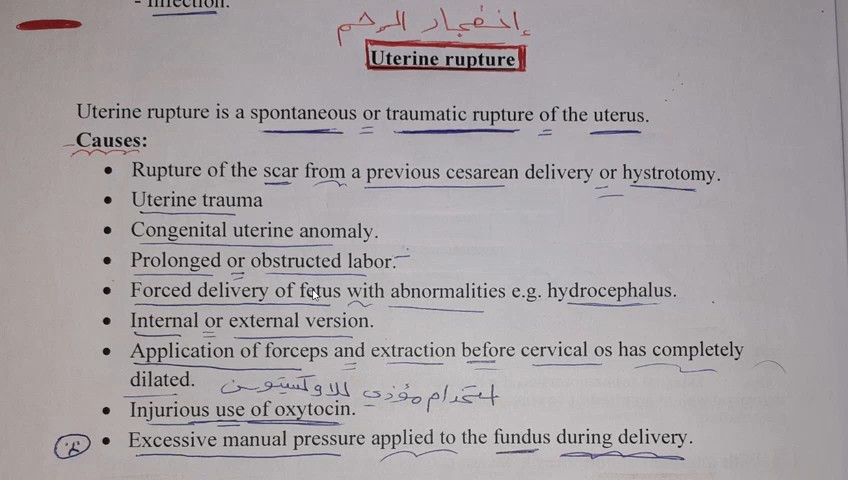 - Infection.
إنفجار الرحم
Uterine rupture
Uterine rupture is a spontaneous or traumatic rupture of the uterus.
Causes:
• Rupture of the scar from a previous cesarean delivery or hystrotomy.
• Uterine trauma
• Congenital uterine anomaly.
• Prolonged or obstructed labor.
• Forced delivery of fetus with abnormalities e.g. hydrocephalus.
• Internal or external version.
• Application of forceps and extraction before cervical os has completely
dilated.
استخدام مؤذي للاوكسيتوسن
• Injurious use of oxytocin.
• Excessive manual pressure applied to the fundus during delivery.